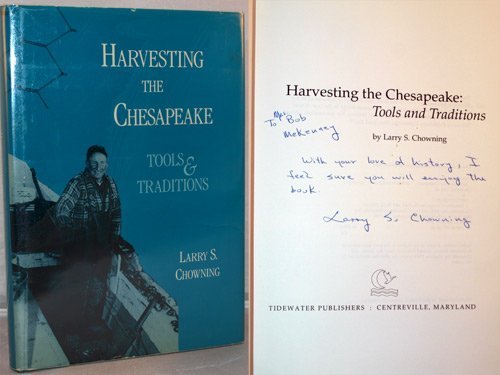 HARVESTING
THE
CHESAPEAKE
TOOLS &
TRADITIONS
LARRY S.
CHOWNING
Harvesting the Chesapeake:
Tools and Traditions
by Larry S. Chowning
To Mrs Bob
McKenney
With your love of history, I
feel sure you will enjoy the
book.
Larry S. Chowning
TIDEWATER PUBLISHERS : CENTREVILLE, MARYLAND